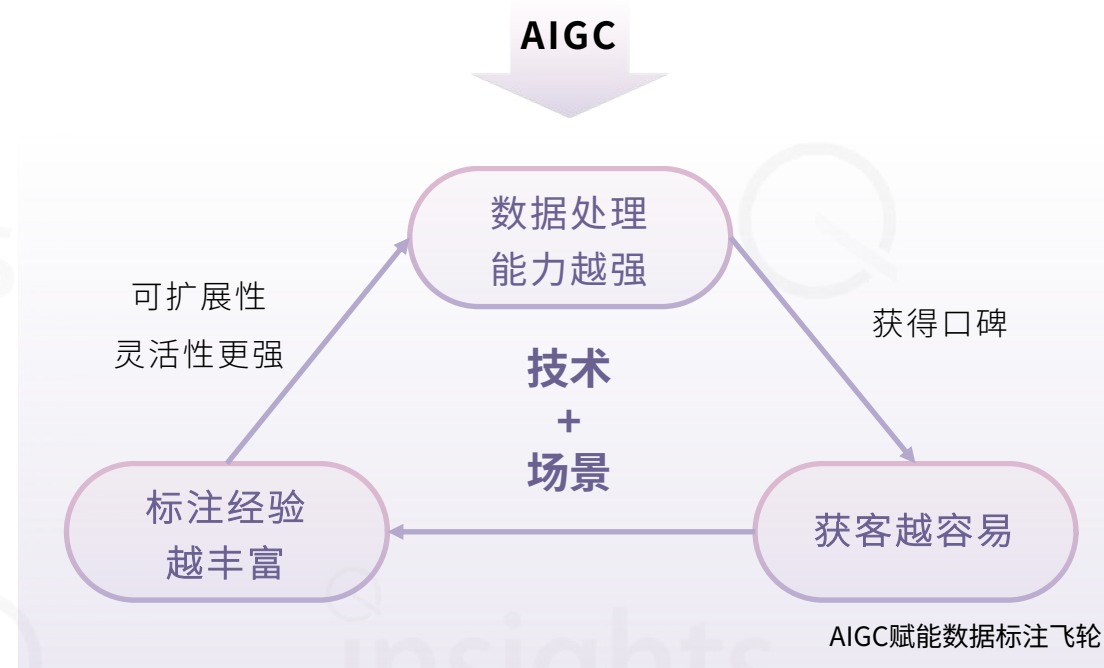 AIGC
数据处理
能力越强
可扩展性
灵活性更强
获得口碑
技术
+
场景
标注经验
越丰富
获客越容易
AIGC赋能数据标注飞轮
insights